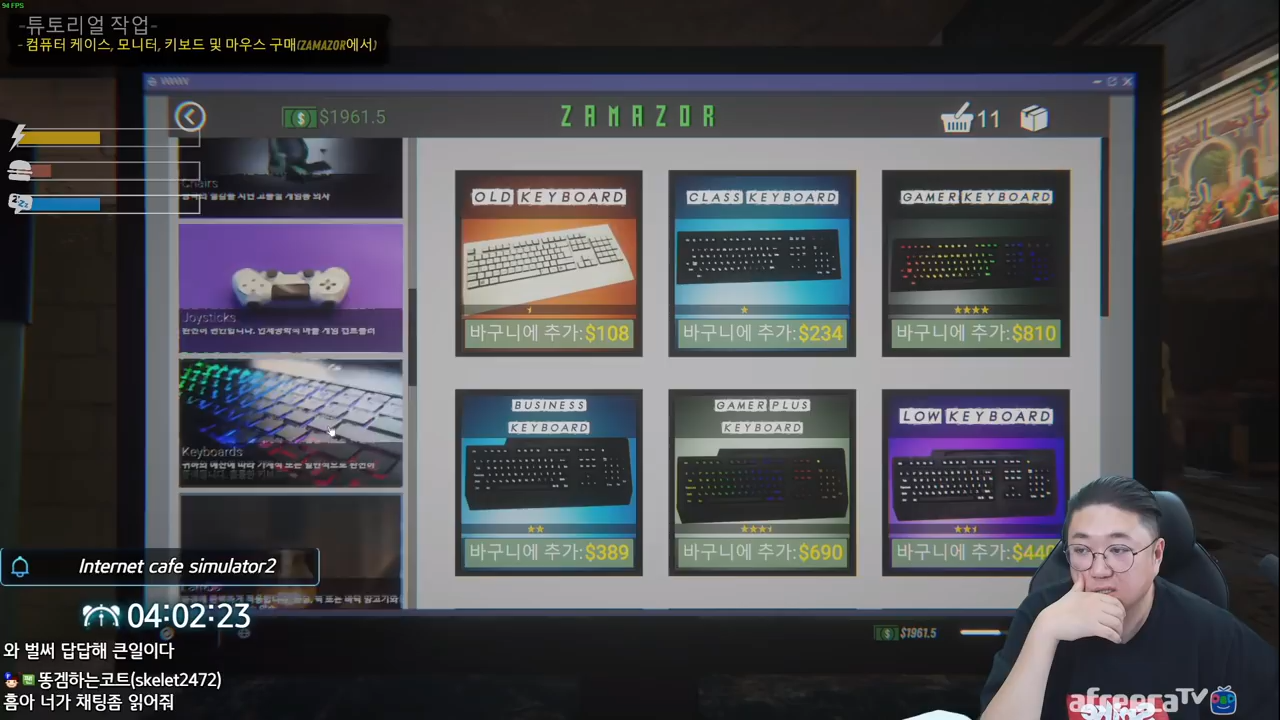 94 FPS
-튜토리얼 작업-
- 컴퓨터 케이스, 모니터, 키보드 및 마우스 구매(ZAMAZOR에서)
$1961.5
ZAMAZOR
11
Chairs
Joysticks
Keyboards
OLD KEYBOARD
바구니에 추가:$108
CLASS KEYBOARD
바구니에 추가:$234
GAMER KEYBOARD
바구니에 추가:$810
BUSINESS
KEYBOARD
바구니에 추가:$389
GAMER PLUS
KEYBOARD
바구니에 추가:$690
LOW KEYBOARD
바구니에 추가:$440
Internet cafe simulator2
04:02:23
와 벌써 답답해 큰일이다
똥겜하는코트(skelet2472)
흠아 너가 채팅좀 읽어줘
$1961.5
afreecaTV